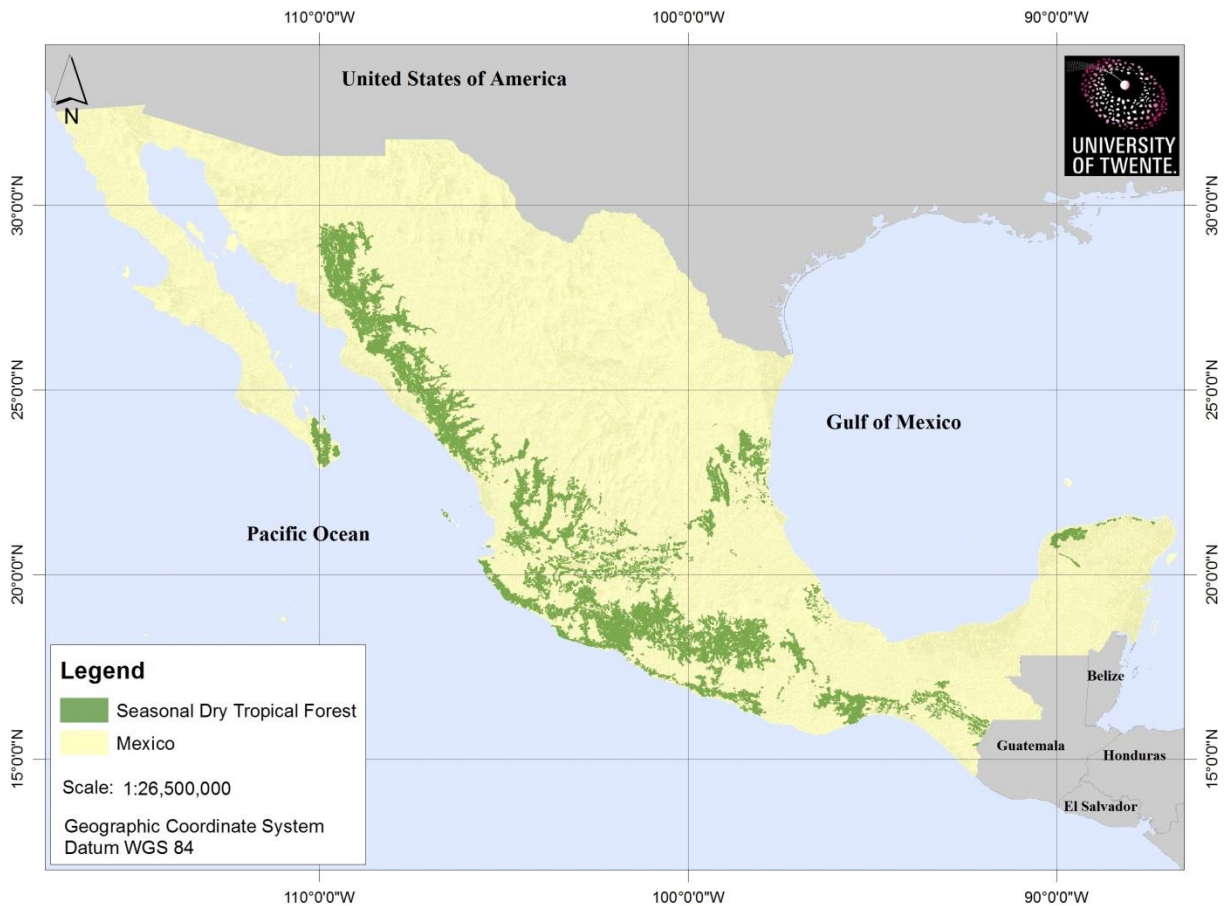 110°0'0"W
100°0'0"W
90°0'0"W
United States of America
N
UNIVERSITY
OF TWENTE.
30°0'0"N
30°0'0"N
25°0'0"N
25°0'0"N
Gulf of Mexico
Pacific Ocean
20°0'0"N
20°0'0"N
Legend
Seasonal Dry Tropical Forest
Mexico
Scale: 1:26,500,000
Geographic Coordinate System
Datum WGS 84
Belize
Guatemala
Honduras
El Salvador
15°0'0"N
15°0'0"N
110°0'0"W
100°0'0"W
90°0'0"W